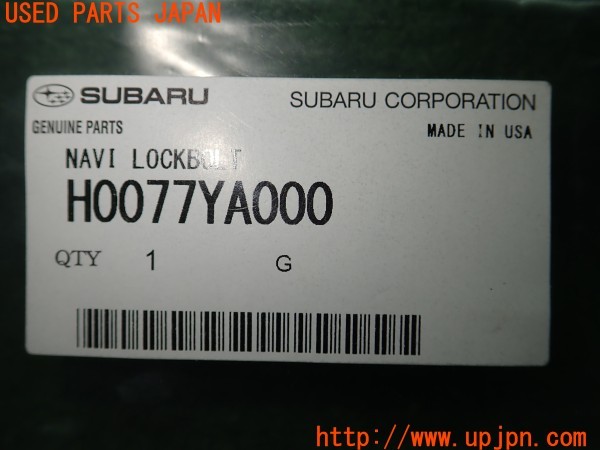 USED PARTS JAPAN
SUBARU SUBARU CORPORATION
GENUINE PARTS MADE IN USA
NAVI LOCKBOLT
H0077YA000
QTY 1 G
http://www.upjpn.com